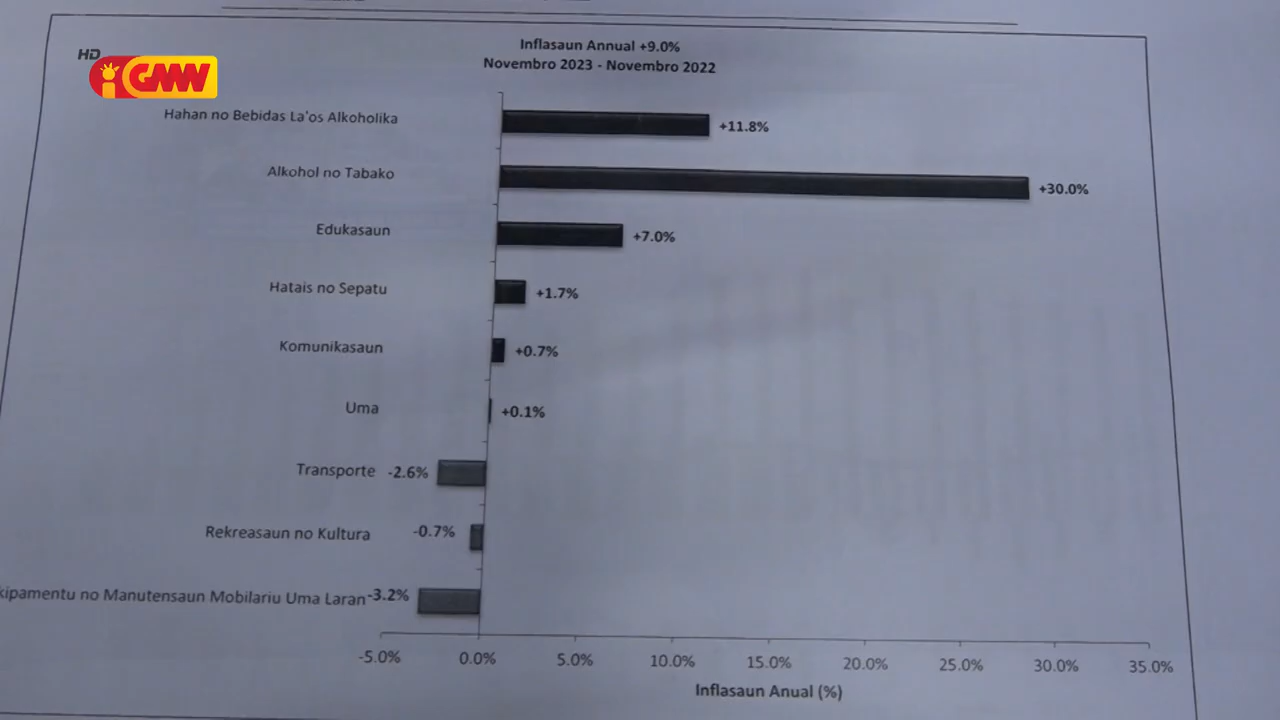 HD
GMW
Inflasaun Annual +9.0%
Novembro 2023 - Novembro 2022
Hahan no Bebidas La'os Alkoholika +11.8%
Alkohol no Tabako +30.0%
Edukasaun +7.0%
Hatais no Sepatu +1.7%
Komunikasaun +0.7%
Uma +0.1%
Transporte -2.6%
Rekreasaun no Kultura -0.7%
kipamentu no Manutensaun Mobilariu Uma Laran -3.2%
-5.0% 0.0% 5.0% 10.0% 15.0% 20.0% 25.0% 30.0% 35.0%
Inflasaun Anual (%)